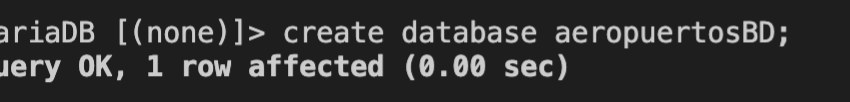 ariaDB [(none)]> create database aeropuertosBD;
uery OK, 1 row affected (0.00 sec)